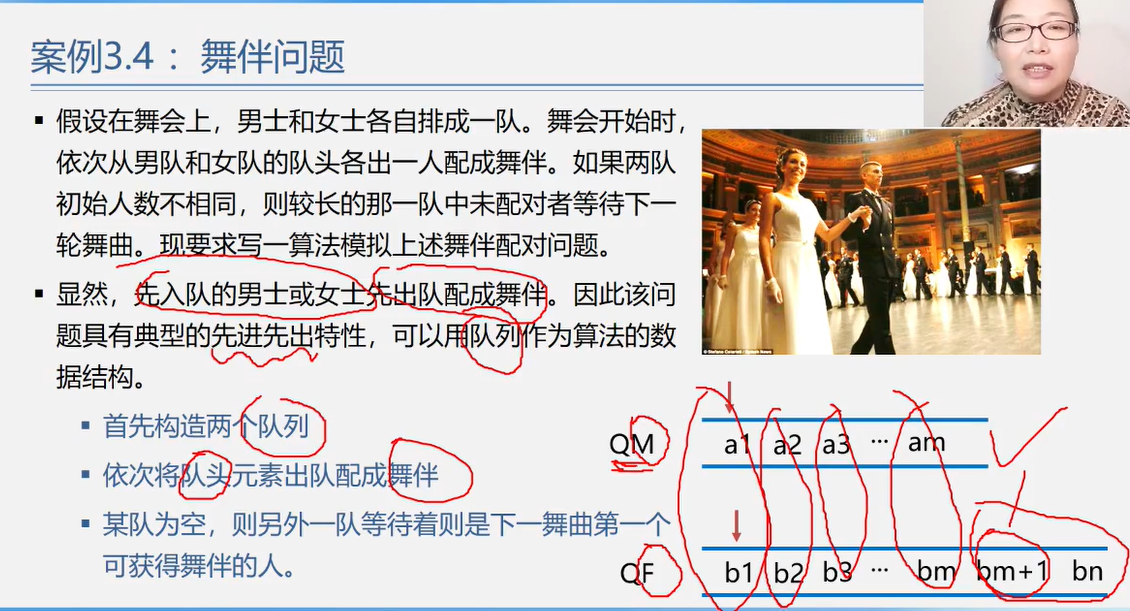 案例3.4 ：舞伴问题
▪ 假设在舞会上，男士和女士各自排成一队。舞会开始时，
依次从男队和女队的队头各出一人配成舞伴。如果两队
初始人数不相同，则较长的那一队中未配对者等待下一
轮舞曲。现要求写一算法模拟上述舞伴配对问题。
▪ 显然，先入队的男士或女士先出队配成舞伴。因此该问
题具有典型的先进先出特性，可以用队列作为算法的数
据结构。
▪ 首先构造两个队列
▪ 依次将队头元素出队配成舞伴
▪ 某队为空，则另外一队等待着则是下一舞曲第一个
可获得舞伴的人。
QM a1 a2 a3 ··· am
QF b1 b2 b3 ··· bm bm+1 bn